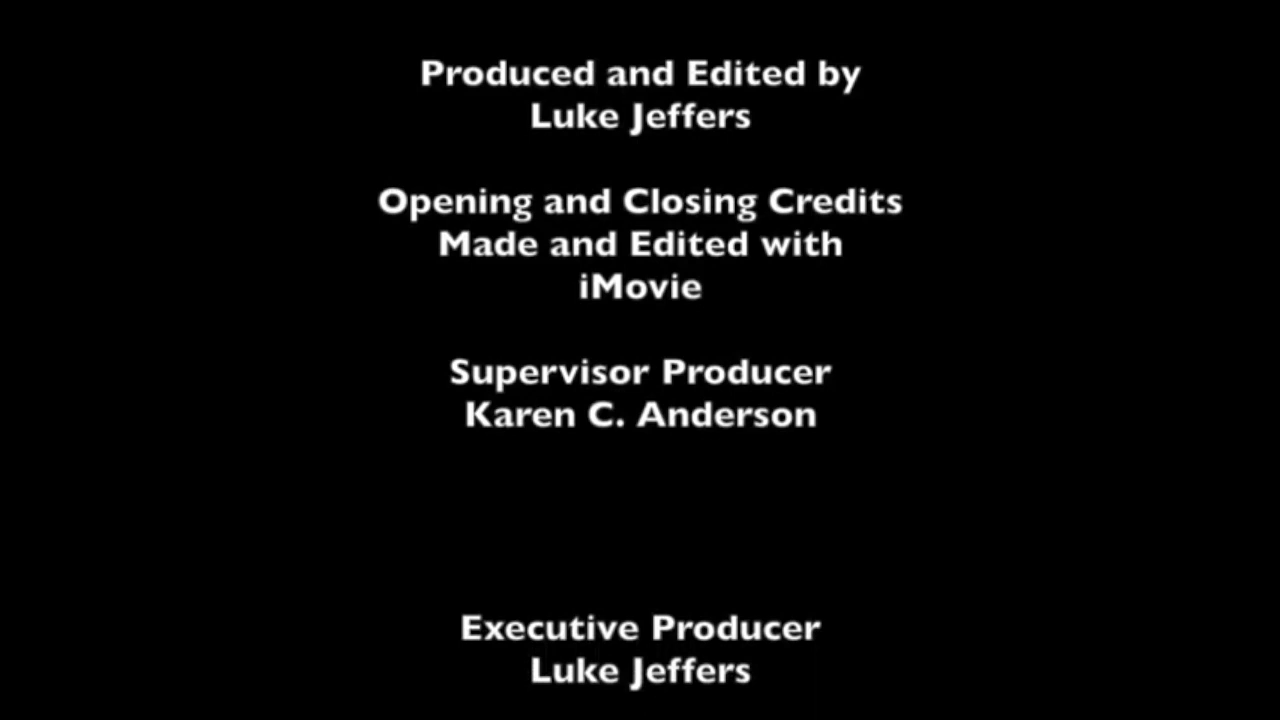 Produced and Edited by
Luke Jeffers
Opening and Closing Credits
Made and Edited with
iMovie
Supervisor Producer
Karen C. Anderson
Executive Producer
Luke Jeffers